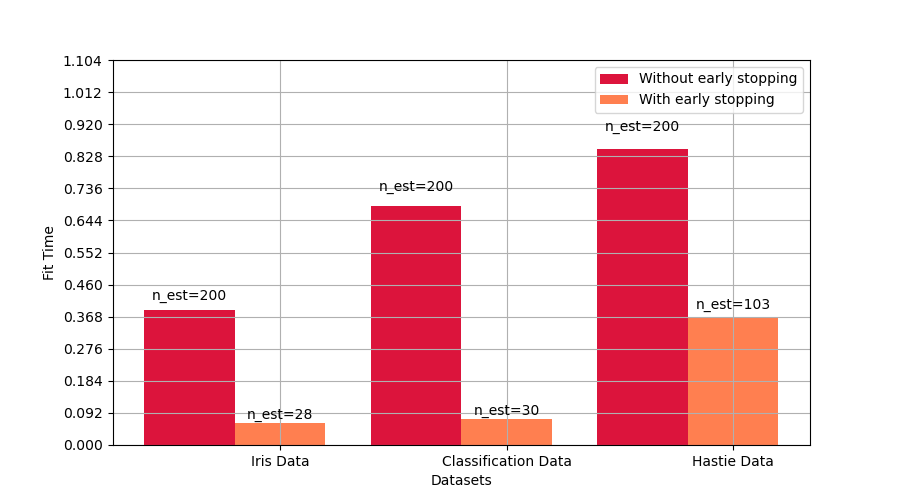 1.104
1.012
0.920
0.828
0.736
0.644
0.552
0.460
0.368
0.276
0.184
0.092
0.000
Fit Time
Without early stopping
With early stopping
n_est=200
n_est=200
n_est=200
n_est=103
n_est=28
n_est=30
Iris Data
Classification Data
Hastie Data
Datasets